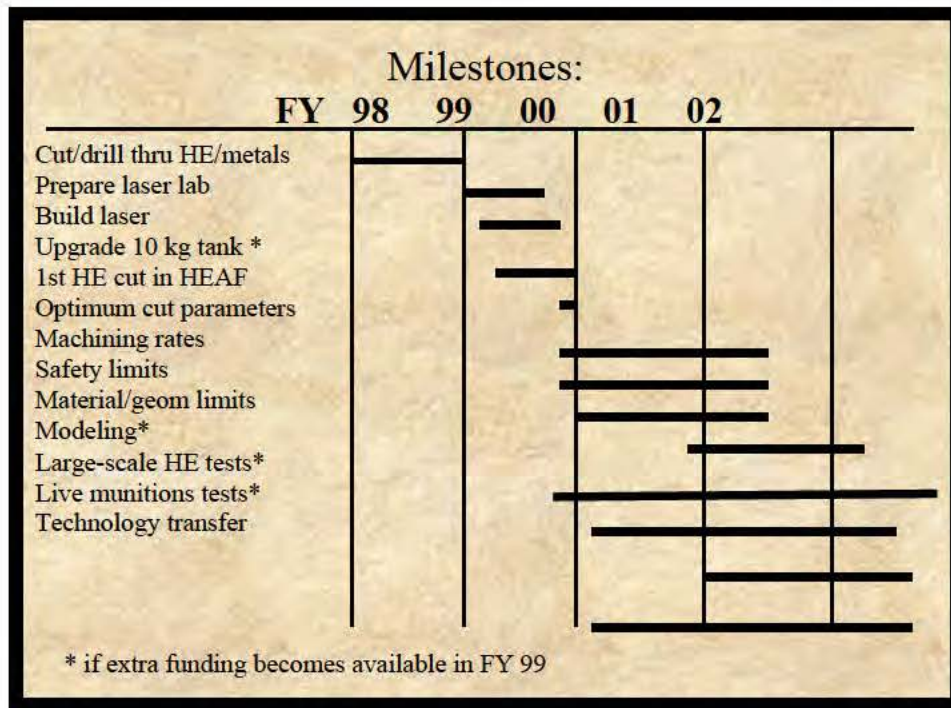 Milestones:
FY 98 99 00 01 02
Cut/drill thru HE/metals
Prepare laser lab
Build laser
Upgrade 10 kg tank *
1st HE cut in HEAF
Optimum cut parameters
Machining rates
Safety limits
Material/geom limits
Modeling*
Large-scale HE tests*
Live munitions tests*
Technology transfer
* if extra funding becomes available in FY 99